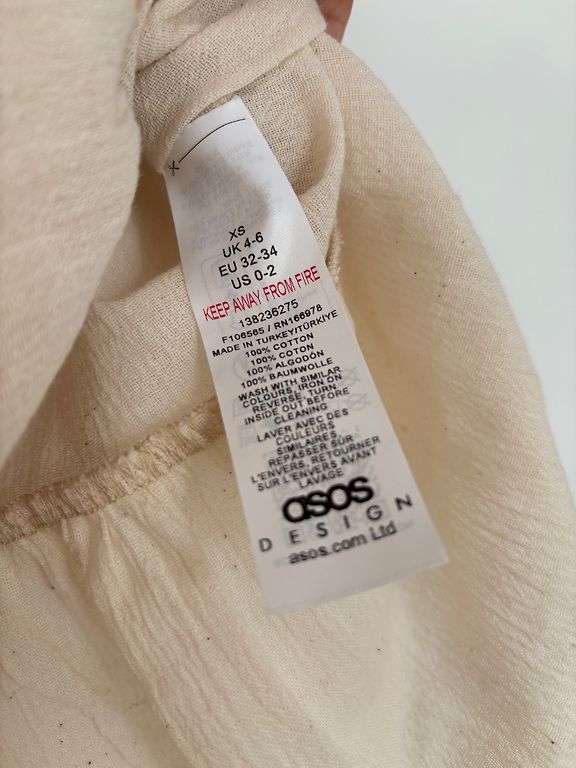 XS
UK 4-6
EU 32-34
US 0-2
KEEP AWAY FROM FIRE
138236275
F106565 / RN166978
MADE IN TURKEY/TÜRKIYE
100% COTTON
100% COTON
100% ALGODÓN
100% BAUMWOLLE
WASH WITH SIMILAR
COLOURS, IRON ON
REVERSE, TURN
INSIDE OUT BEFORE
CLEANING
LAVER AVEC DES
COULEURS
SIMILAIRES,
REPASSER SUR
L'ENVERS, RETOURNER
SUR L'ENVERS AVANT
LAVAGE
asos
DESIGN
asos.com Ltd